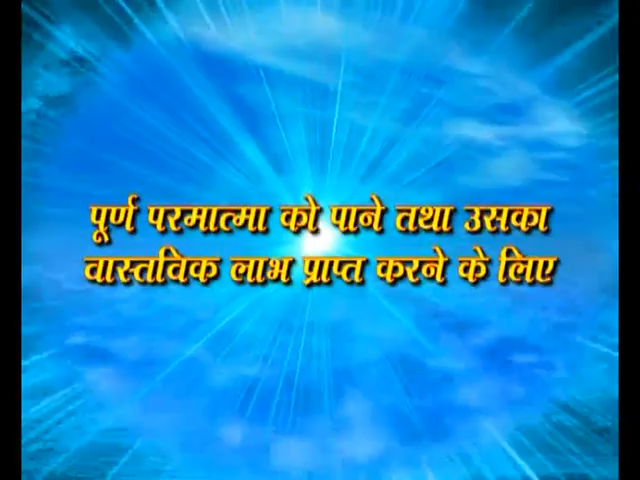 पूर्ण परमात्मा को पाने तथा उसका
वास्तविक लाभ प्राप्त करने के लिए